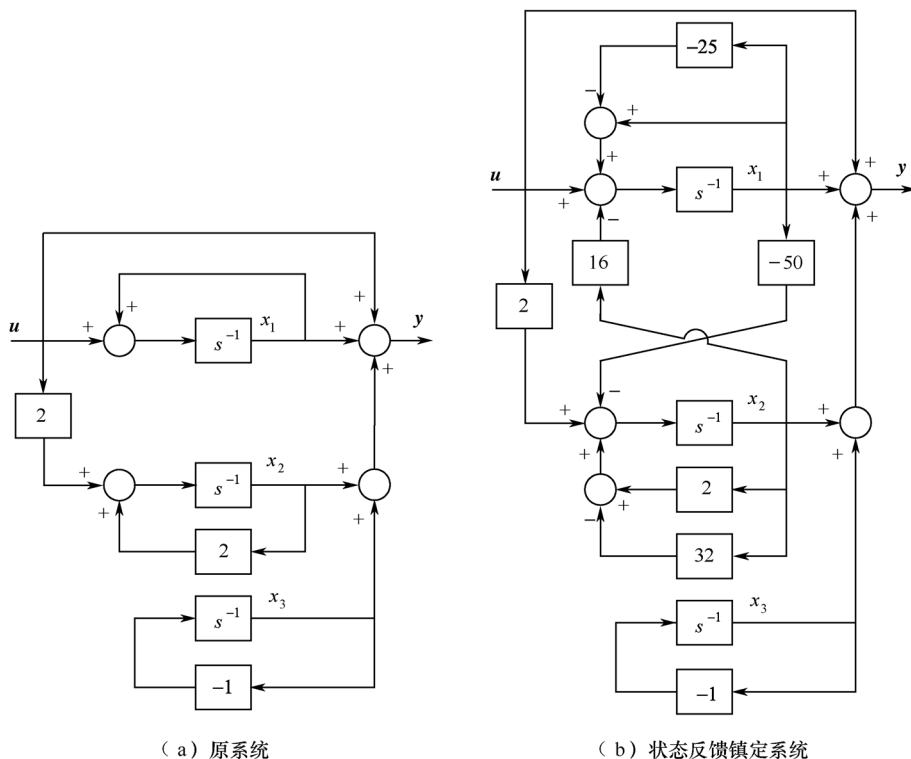 +
u
+
+
s⁻¹
x₁
+
y
+
2
+
+
s⁻¹
x₂
+
2
+
s⁻¹
x₃
−1
（a）原系统
−25
−
+
+
u
+
−
s⁻¹
x₁
+
+
y
+
16
−50
2
−
+
+
s⁻¹
x₂
+
+
2
+
−
32
s⁻¹
x₃
−1
（b）状态反馈镇定系统